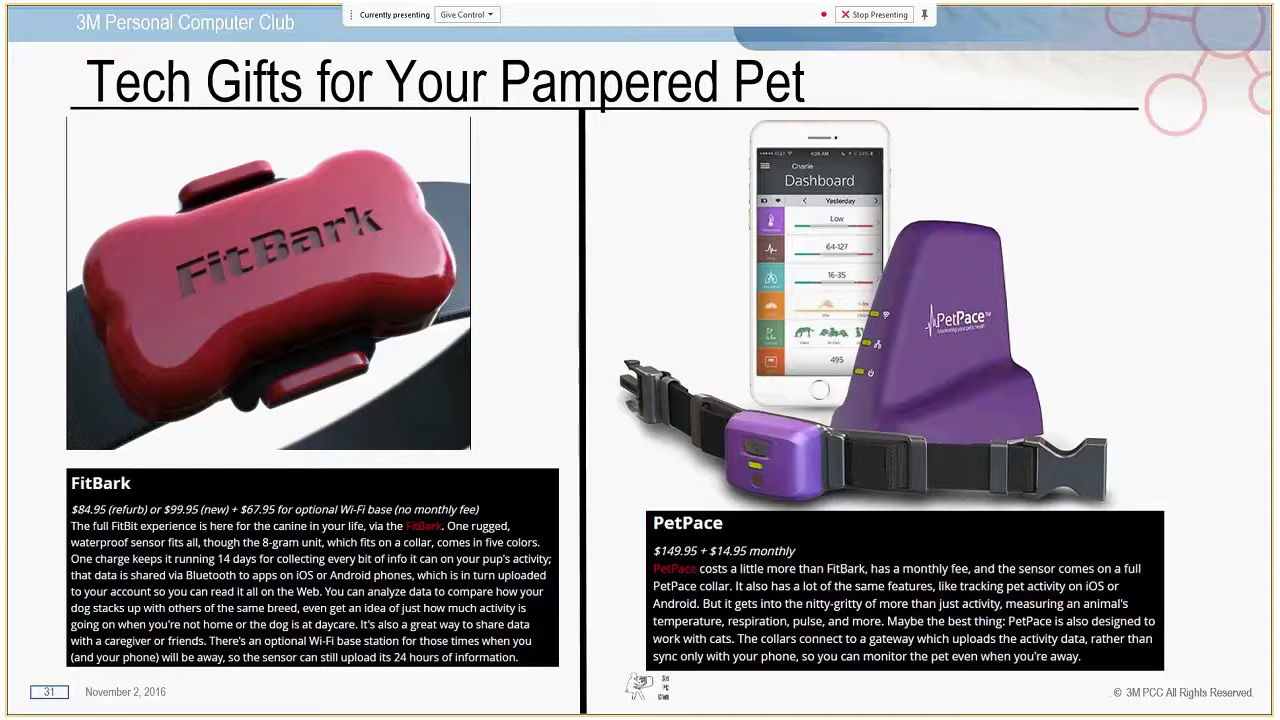 3M Personal Computer Club
Currently presenting
Give Control
Stop Presenting
Tech Gifts for Your Pampered Pet
FitBark
FitBark
$84.95 (refurb) or $99.95 (new) + $67.95 for optional Wi-Fi base (no monthly fee)
The full FitBit experience is here for the canine in your life, via the FitBark. One rugged,
waterproof sensor fits all, though the 8-gram unit, which fits on a collar, comes in five colors.
One charge keeps it running 14 days for collecting every bit of info it can on your pup's activity;
that data is shared via Bluetooth to apps on iOS or Android phones, which is in turn uploaded
to your account so you can read it all on the Web. You can analyze data to compare how your
dog stacks up with others of the same breed, even get an idea of just how much activity is
going on when you're not home or the dog is at daycare. It's also a great way to share data
with a caregiver or friends. There's an optional Wi-Fi base station for those times when you
(and your phone) will be away, so the sensor can still upload its 24 hours of information.
Charlie
Dashboard
Yesterday
Low
64-127
16-35
495
PetPace™
PetPace
$149.95 + $14.95 monthly
PetPace costs a little more than FitBark, has a monthly fee, and the sensor comes on a full
PetPace collar. It also has a lot of the same features, like tracking pet activity on iOS or
Android. But it gets into the nitty-gritty of more than just activity, measuring an animal's
temperature, respiration, pulse, and more. Maybe the best thing: PetPace is also designed to
work with cats. The collars connect to a gateway which uploads the activity data, rather than
sync only with your phone, so you can monitor the pet even when you're away.
31
November 2, 2016
© 3M PCC All Rights Reserved.